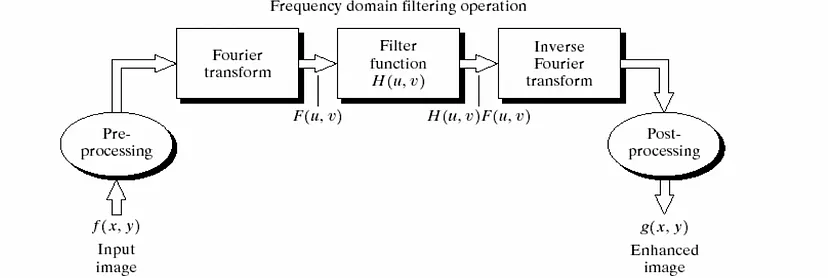 Frequency domain filtering operation
Fourier
transform
Filter
function
H(u, v)
Inverse
Fourier
transform
F(u, v)
H(u, v)F(u, v)
Pre-
processing
Post-
processing
f(x, y)
Input
image
g(x, y)
Enhanced
image